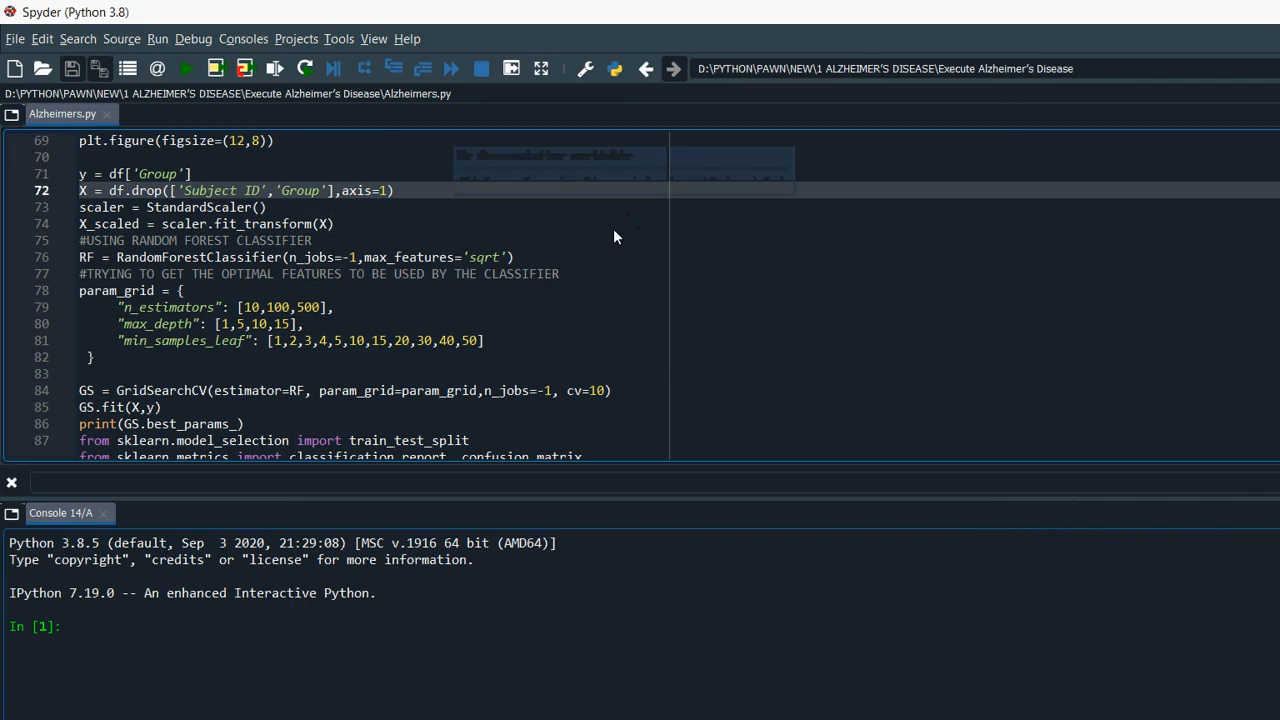 Spyder (Python 3.8)
File Edit Search Source Run Debug Consoles Projects Tools View Help
D:\PYTHON\PAWN\NEW\1 ALZHEIMER'S DISEASE\Execute Alzheimer's Disease
D:\PYTHON\PAWN\NEW\1 ALZHEIMER'S DISEASE\Execute Alzheimer's Disease\Alzheimers.py
Alzheimers.py
69 plt.figure(figsize=(12,8))
70
71 y = df['Group']
72 X = df.drop(['Subject ID','Group'],axis=1)
73 scaler = StandardScaler()
74 X_scaled = scaler.fit_transform(X)
75 #USING RANDOM FOREST CLASSIFIER
76 RF = RandomForestClassifier(n_jobs=-1,max_features='sqrt')
77 #TRYING TO GET THE OPTIMAL FEATURES TO BE USED BY THE CLASSIFIER
78 param_grid = {
79 "n_estimators": [10,100,500],
80 "max_depth": [1,5,10,15],
81 "min_samples_leaf": [1,2,3,4,5,10,15,20,30,40,50]
82 }
83
84 GS = GridSearchCV(estimator=RF, param_grid=param_grid,n_jobs=-1, cv=10)
85 GS.fit(X,y)
86 print(GS.best_params_)
87 from sklearn.model_selection import train_test_split
from sklearn.metrics import classification_report, confusion_matrix
Console 14/A
Python 3.8.5 (default, Sep  3 2020, 21:29:08) [MSC v.1916 64 bit (AMD64)]
Type "copyright", "credits" or "license" for more information.
IPython 7.19.0 -- An enhanced Interactive Python.
In [1]: